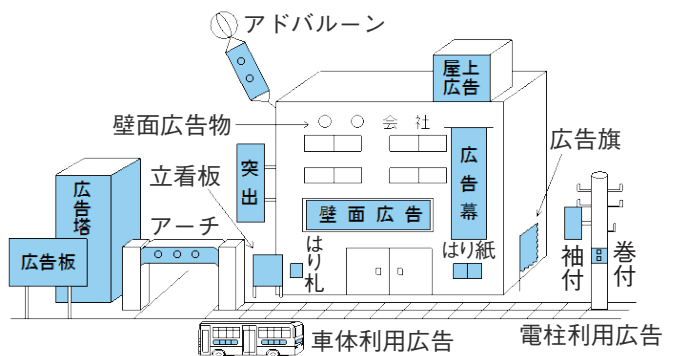 アドバルーン
屋上
広告
壁面広告物
○○会社
広告旗
突出
広告幕
立看板
広告塔
壁面広告
アーチ
はり札
はり紙
袖付
巻付
広告板
○○○
車体利用広告
電柱利用広告